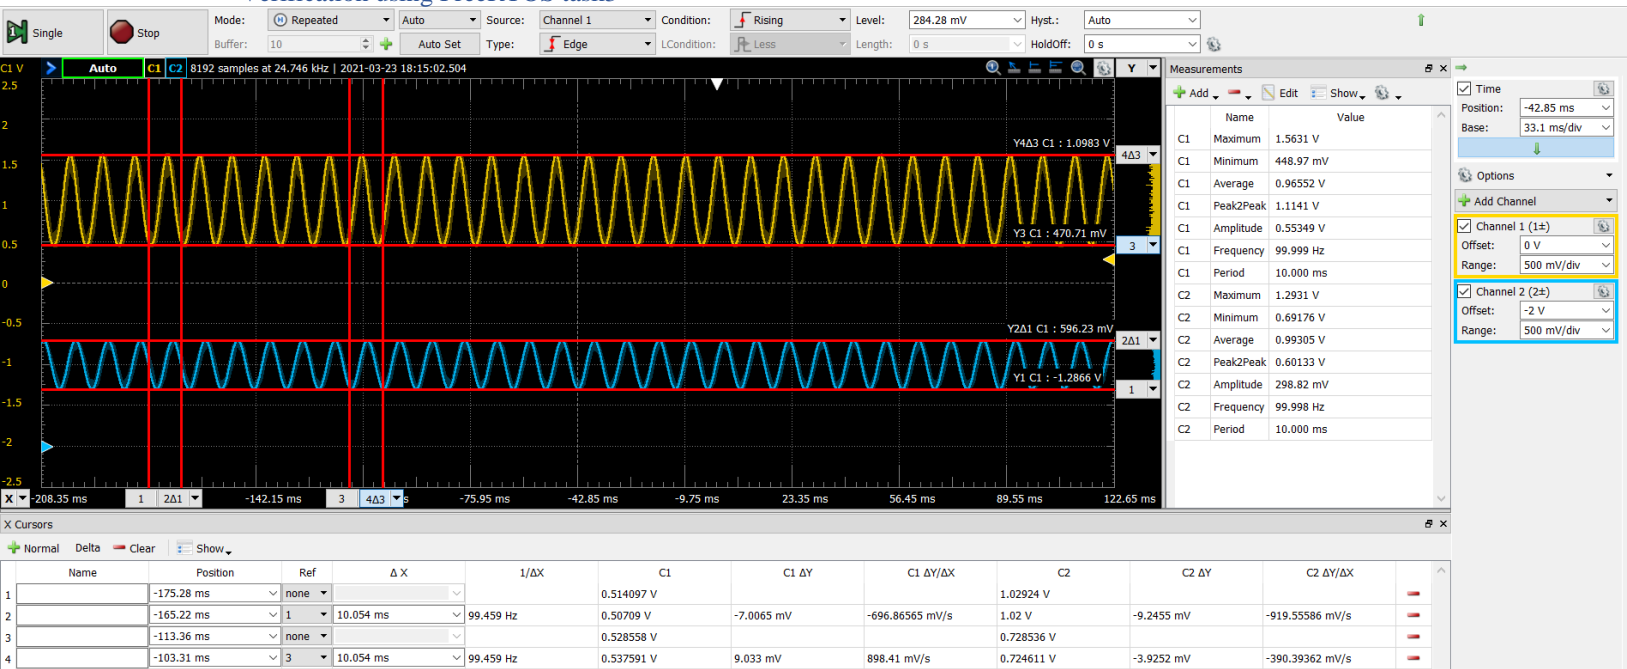 Verification using FreeRTOS task3
Single Stop Mode: Repeated Auto Source: Channel 1 Condition: Rising Level: 284.28 mV Hyst.: Auto
Buffer: 10 Auto Set Type: Edge LCondition: Less Length: 0 s HoldOff: 0 s
C1 V Auto C1 C2 8192 samples at 24.746 kHz | 2021-03-23 18:15:02.504 Y
2.5
2
1.5
1
0.5
0
-0.5
-1
-1.5
-2
-2.5
Y4Δ3 C1 : 1.0983 V 4Δ3
Y3 C1 : 470.71 mV 3
Y2Δ1 C1 : 596.23 mV 2Δ1
Y1 C1 : -1.2866 V 1
X -208.35 ms 1 2Δ1 -142.15 ms 3 4Δ3 s -75.95 ms -42.85 ms -9.75 ms 23.35 ms 56.45 ms 89.55 ms 122.65 ms
Measurements
Add Edit Show
Name Value
C1 Maximum 1.5631 V
C1 Minimum 448.97 mV
C1 Average 0.96552 V
C1 Peak2Peak 1.1141 V
C1 Amplitude 0.55349 V
C1 Frequency 99.999 Hz
C1 Period 10.000 ms
C2 Maximum 1.2931 V
C2 Minimum 0.69176 V
C2 Average 0.99305 V
C2 Peak2Peak 0.60133 V
C2 Amplitude 298.82 mV
C2 Frequency 99.998 Hz
C2 Period 10.000 ms
Time
Position: -42.85 ms
Base: 33.1 ms/div
Options
Add Channel
Channel 1 (1±)
Offset: 0 V
Range: 500 mV/div
Channel 2 (2±)
Offset: -2 V
Range: 500 mV/div
X Cursors
Normal Delta Clear Show
Name Position Ref Δ X 1/ΔX C1 C1 ΔY C1 ΔY/ΔX C2 C2 ΔY C2 ΔY/ΔX
1 -175.28 ms none 0.514097 V 1.02924 V
2 -165.22 ms 1 10.054 ms 99.459 Hz 0.50709 V -7.0065 mV -696.86565 mV/s 1.02 V -9.2455 mV -919.55586 mV/s
3 -113.36 ms none 0.528558 V 0.728536 V
4 -103.31 ms 3 10.054 ms 99.459 Hz 0.537591 V 9.033 mV 898.41 mV/s 0.724611 V -3.9252 mV -390.39362 mV/s